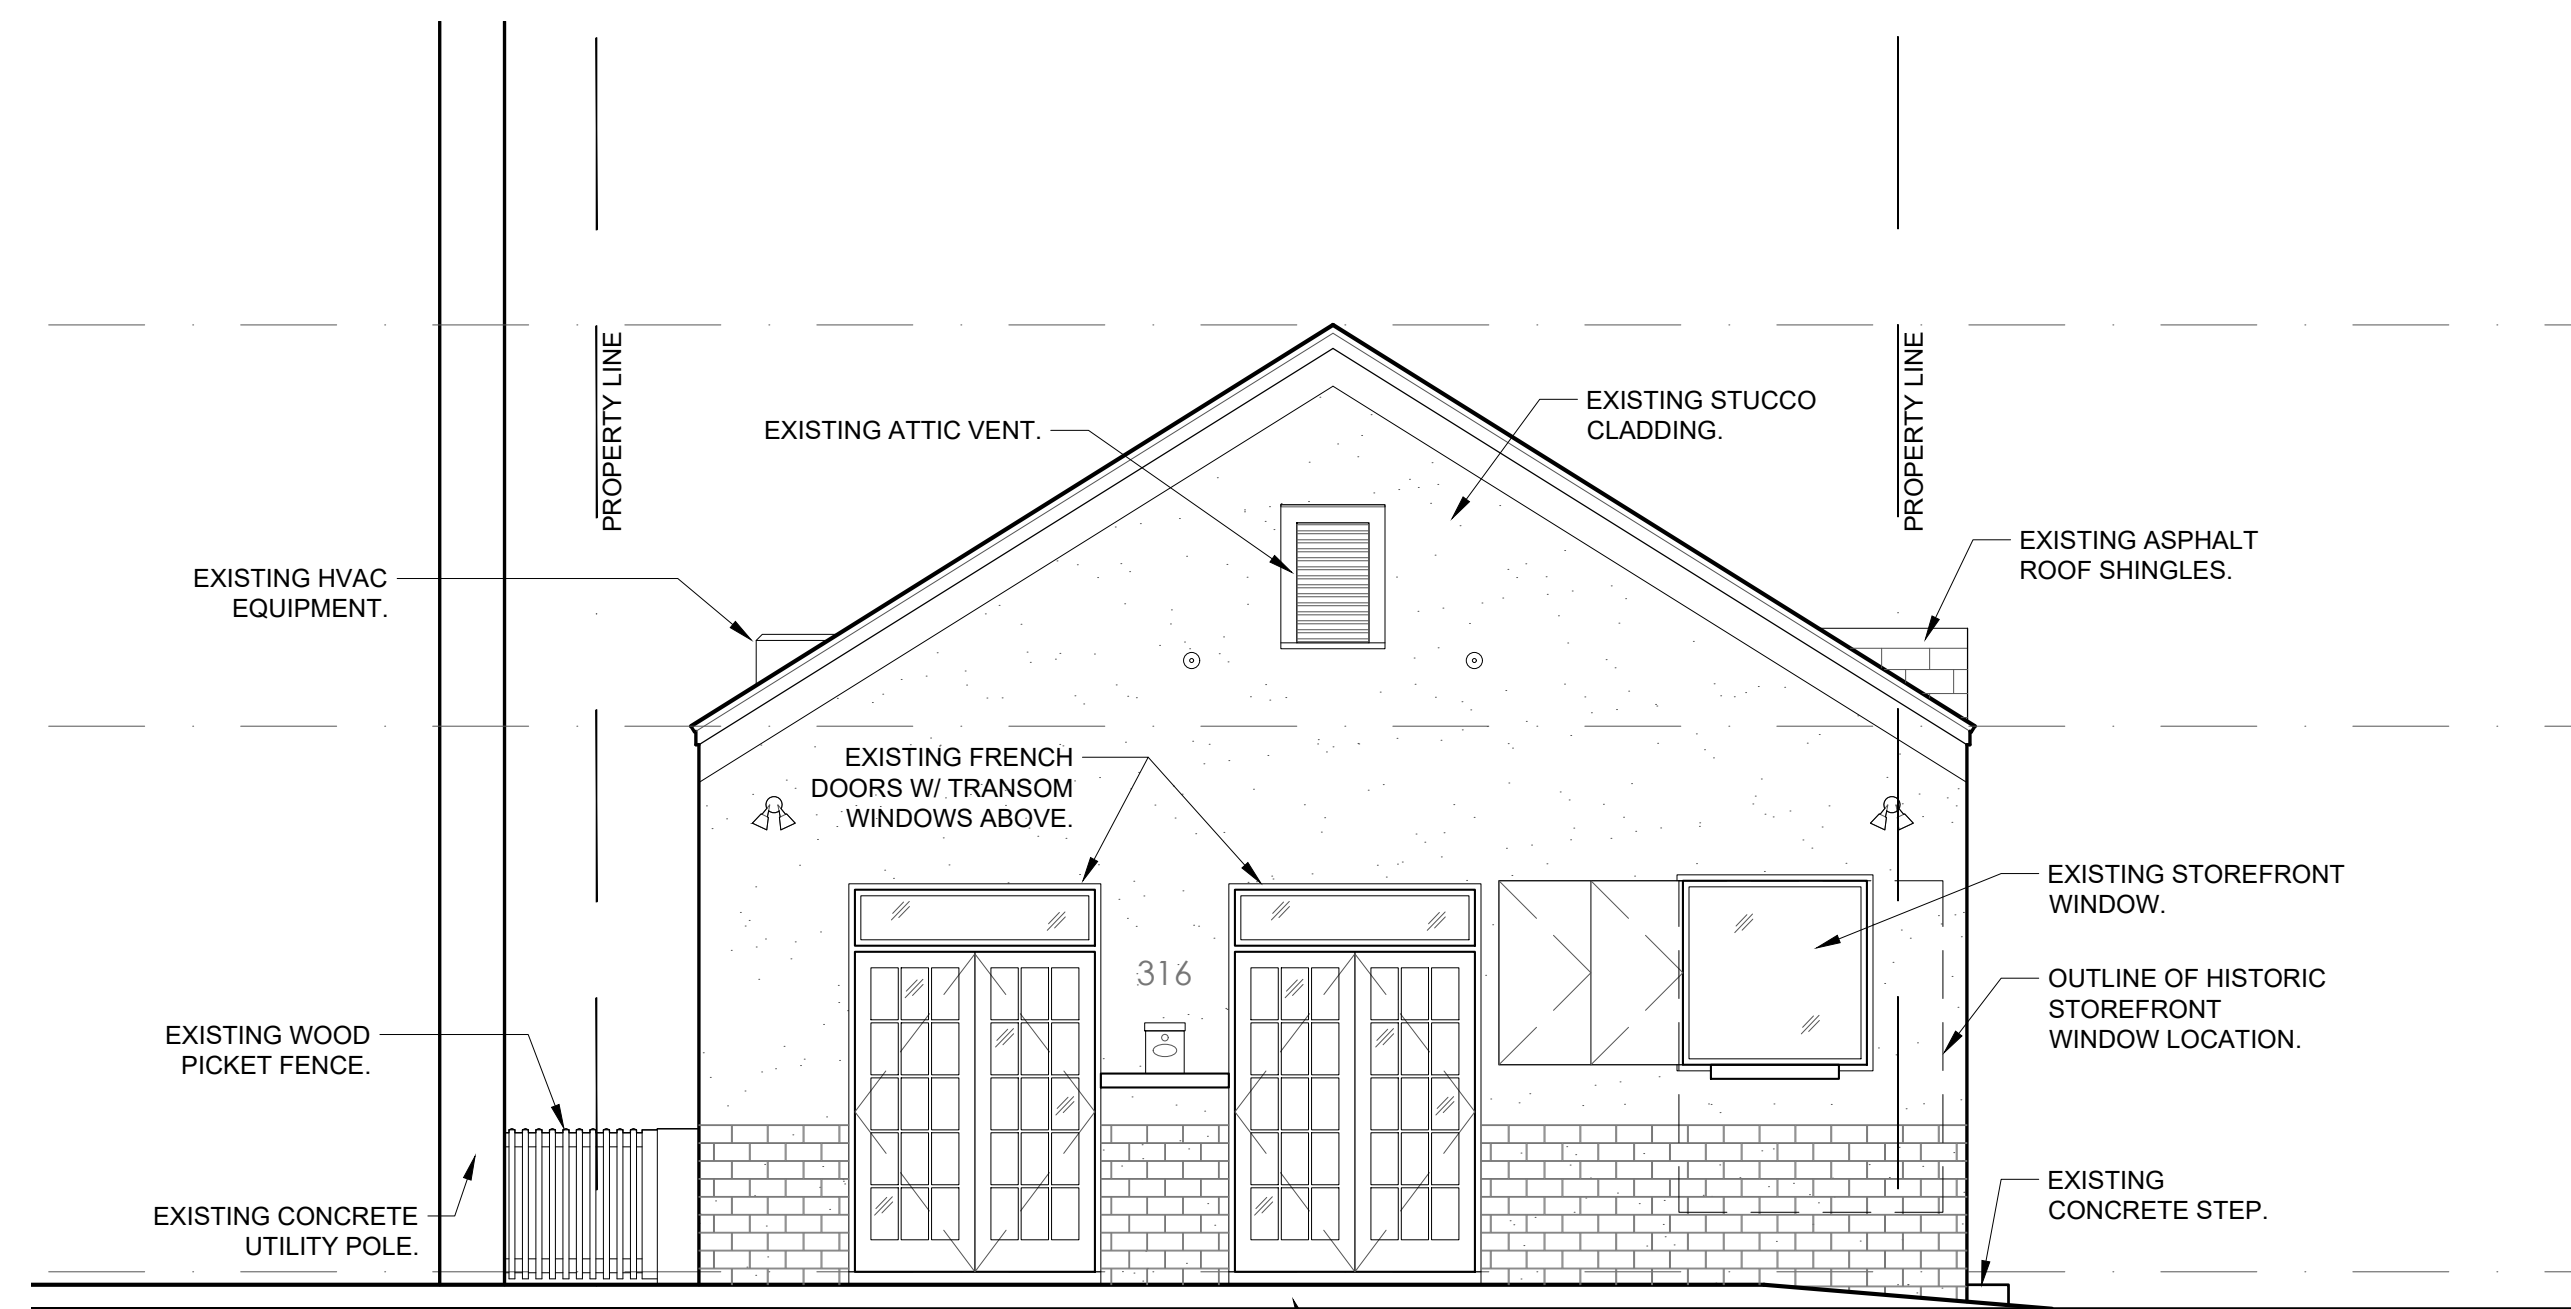 PROPERTY LINE
PROPERTY LINE
EXISTING STUCCO
CLADDING.
EXISTING ATTIC VENT.
EXISTING ASPHALT
ROOF SHINGLES.
EXISTING HVAC
EQUIPMENT.
EXISTING FRENCH
DOORS W/ TRANSOM
WINDOWS ABOVE.
EXISTING STOREFRONT
WINDOW.
316
OUTLINE OF HISTORIC
STOREFRONT
WINDOW LOCATION.
EXISTING WOOD
PICKET FENCE.
EXISTING
CONCRETE STEP.
EXISTING CONCRETE
UTILITY POLE.